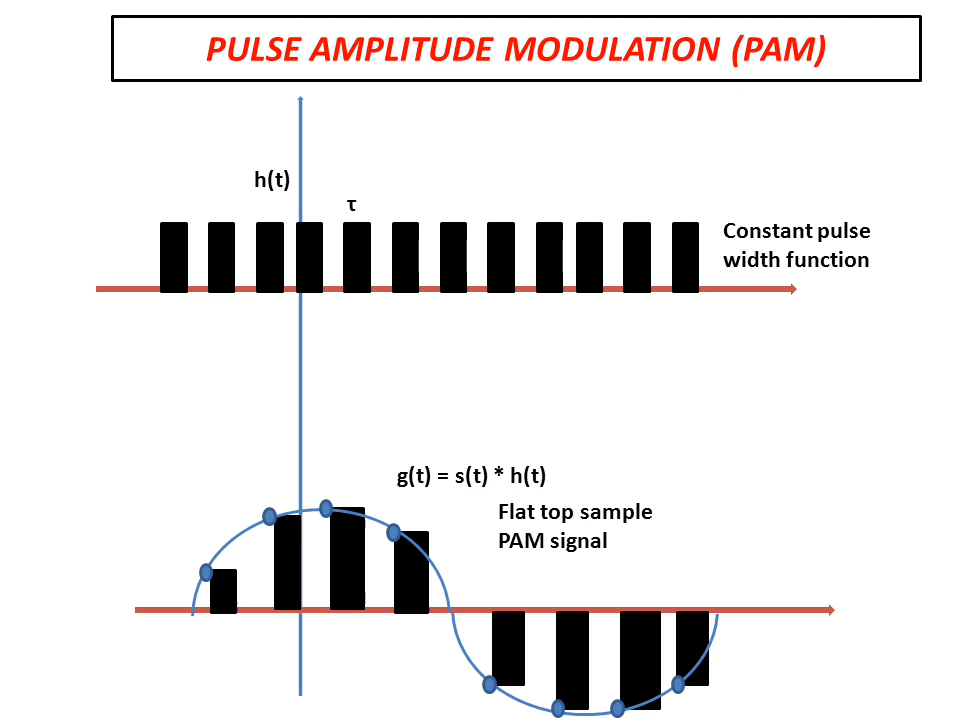 PULSE AMPLITUDE MODULATION (PAM)
h(t)
τ
Constant pulse
width function
g(t) = s(t) * h(t)
Flat top sample
PAM signal